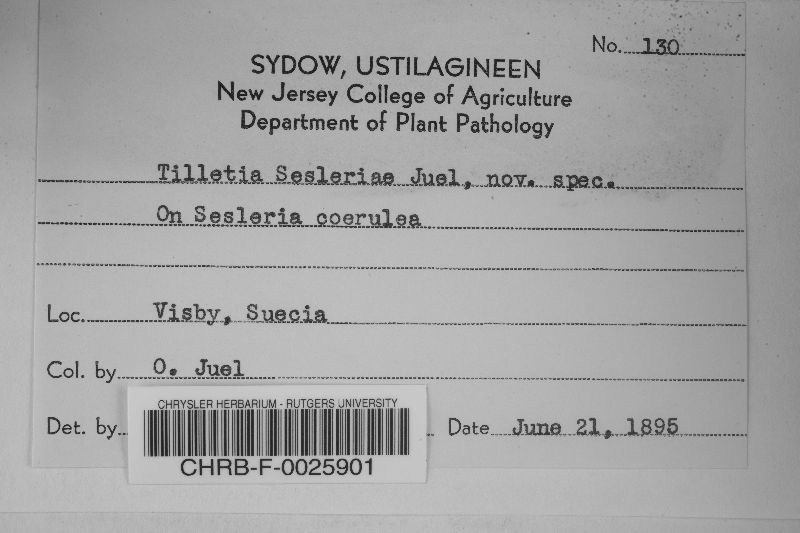 No. 130
SYDOW, USTILAGINEEN
New Jersey College of Agriculture
Department of Plant Pathology
Tilletia Sesleriae Juel, nov. spec.
On Sesleria coerulea
Loc. Visby, Suecia
Col. by O. Juel
Det. by
Date June 21, 1895
CHRYSLER HERBARIUM - RUTGERS UNIVERSITY
CHRB-F-0025901